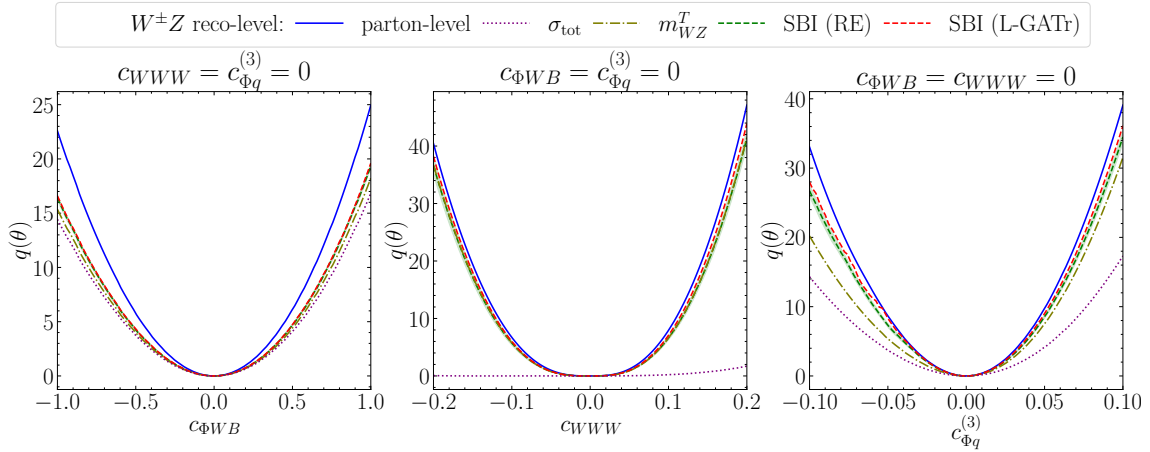 W±Z reco-level: parton-level σ_tot m^T_WZ SBI (RE) SBI (L-GATr)
c_WWW = c^(3)_Φq = 0
25
20
15
10
5
0
q(θ)
−1.0 −0.5 0.0 0.5 1.0
c_ΦWB
c_ΦWB = c^(3)_Φq = 0
40
30
20
10
0
q(θ)
−0.2 −0.1 0.0 0.1 0.2
c_WWW
c_ΦWB = c_WWW = 0
40
30
20
10
0
q(θ)
−0.10 −0.05 0.00 0.05 0.10
c^(3)_Φq